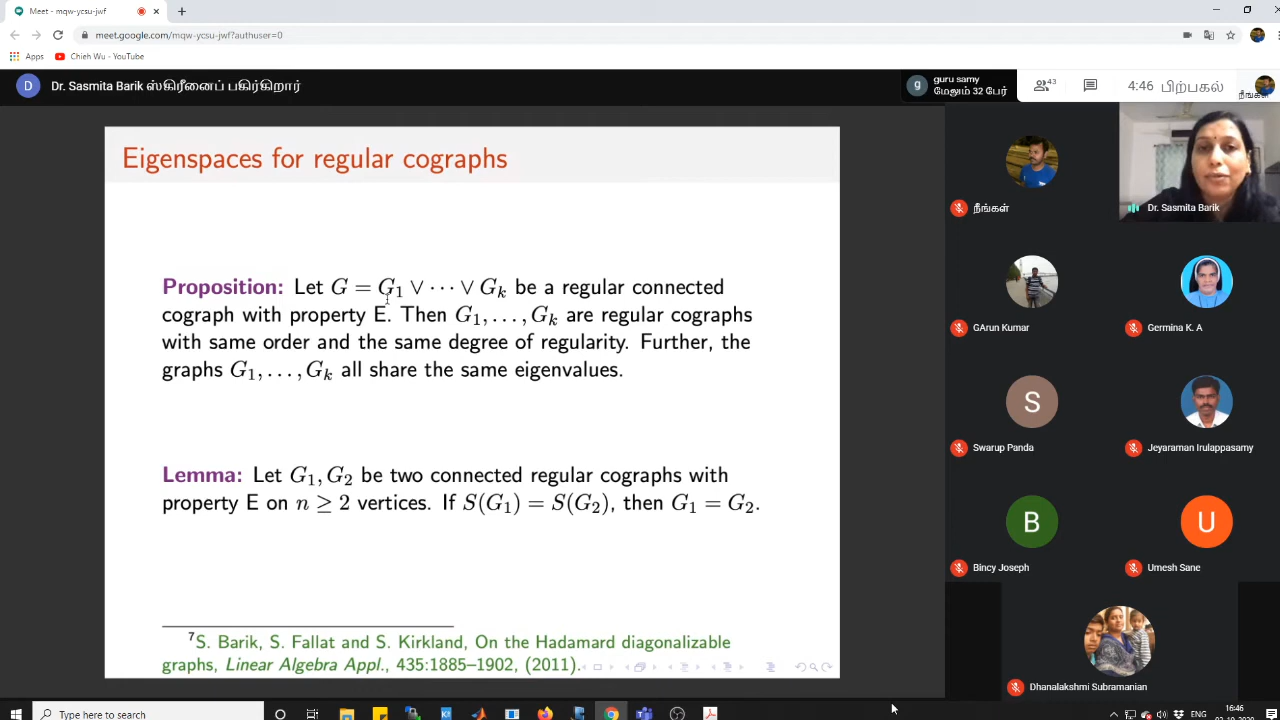 Meet - mqw-ycsu-jwf
meet.google.com/mqw-ycsu-jwf?authuser=0
Apps Chieh Wu - YouTube
D Dr. Sasmita Barik ஸ்கிரீனைப் பகிர்கிறார்
g guru samy
மேலும் 32 பேர்
43
4:46 பிற்பகல்
நீங்கள்
Eigenspaces for regular cographs
Proposition: Let G = G₁ ∨ ··· ∨ Gₖ be a regular connected
cograph with property E. Then G₁, . . . , Gₖ are regular cographs
with same order and the same degree of regularity. Further, the
graphs G₁, . . . , Gₖ all share the same eigenvalues.
Lemma: Let G₁, G₂ be two connected regular cographs with
property E on n ≥ 2 vertices. If S(G₁) = S(G₂), then G₁ = G₂.
⁷S. Barik, S. Fallat and S. Kirkland, On the Hadamard diagonalizable
graphs, Linear Algebra Appl., 435:1885–1902, (2011).
நீங்கள்
Dr. Sasmita Barik
GArun Kumar
Germina K. A
S
Swarup Panda
Jeyaraman Irulappasamy
B
Bincy Joseph
U
Umesh Sane
Dhanalakshmi Subramanian
Type here to search
ENG
16:46